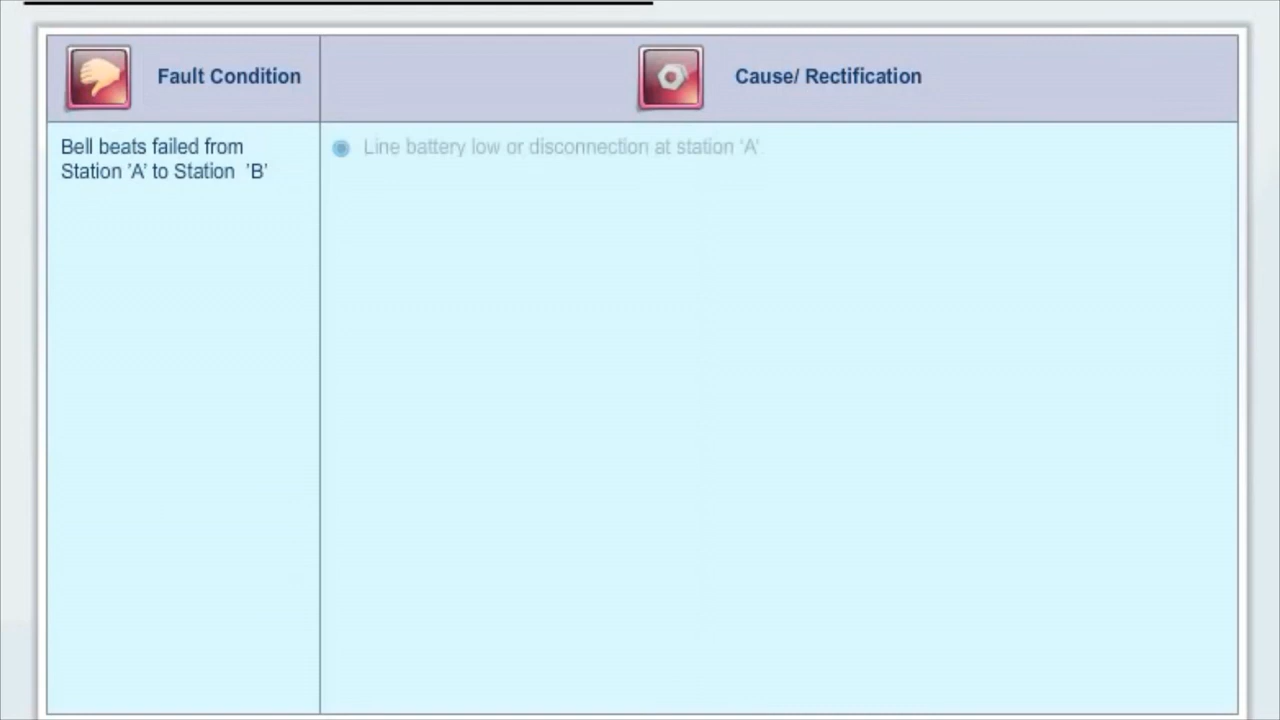 Fault Condition
Cause/ Rectification
Bell beats failed from
Station 'A' to Station 'B'
Line battery low or disconnection at station 'A'